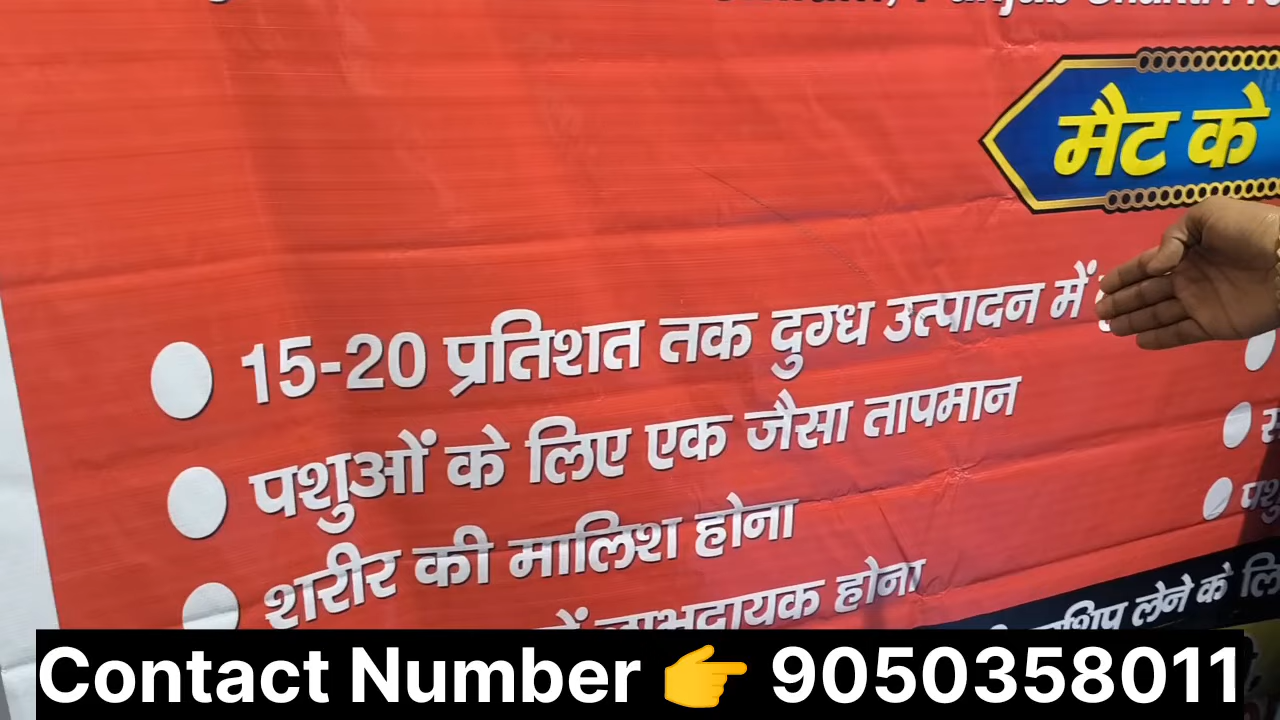 मैट के
15-20 प्रतिशत तक दुग्ध उत्पादन में
पशुओं के लिए एक जैसा तापमान
शरीर की मालिश होना
लाभदायक होना
लेने के
Contact Number 👉 9050358011